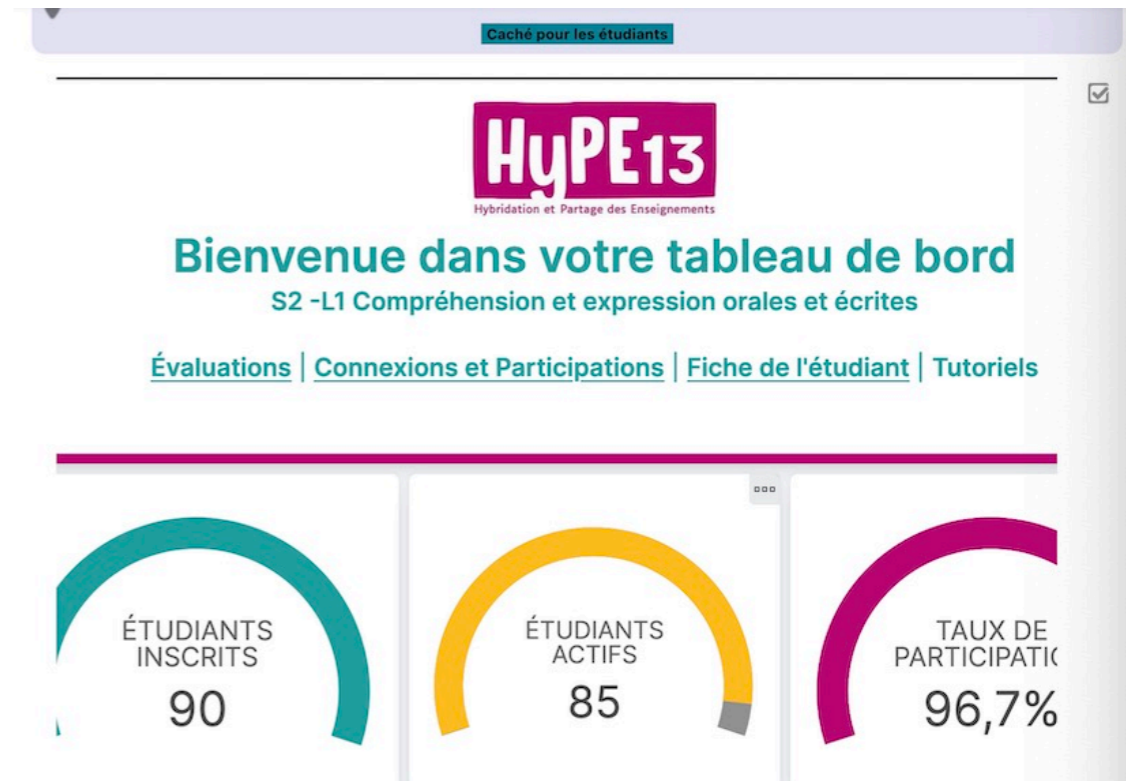 Caché pour les étudiants
HyPE13
Hybridation et Partage des Enseignements
Bienvenue dans votre tableau de bord
S2 -L1 Compréhension et expression orales et écrites
Évaluations | Connexions et Participations | Fiche de l'étudiant | Tutoriels
ÉTUDIANTS
INSCRITS
90
ÉTUDIANTS
ACTIFS
85
TAUX DE
PARTICIPATI
96,7%